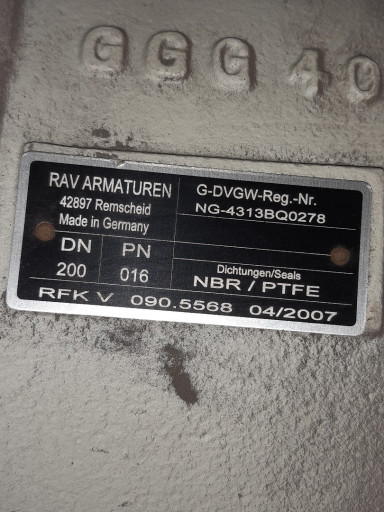 GGG 40
RAV ARMATUREN
42897 Remscheid
Made in Germany
G-DVGW-Reg.-Nr.
NG-4313BQ0278
DN PN
200 016
Dichtungen/Seals
NBR / PTFE
RFK V 090.5568 04/2007